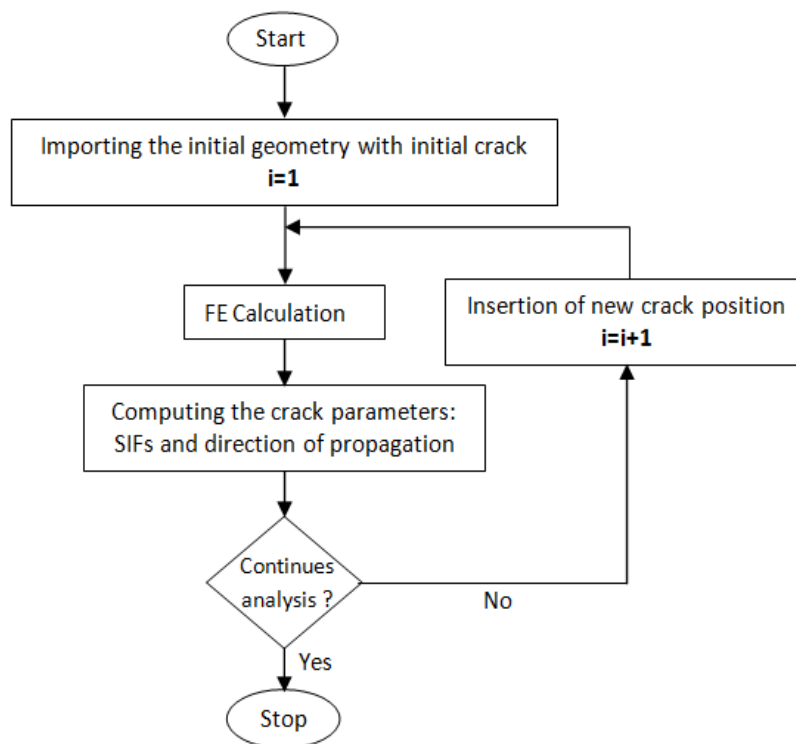 Start
Importing the initial geometry with initial crack
i=1
FE Calculation
Insertion of new crack position
i=i+1
Computing the crack parameters:
SIFs and direction of propagation
Continues
analysis ?
No
Yes
Stop